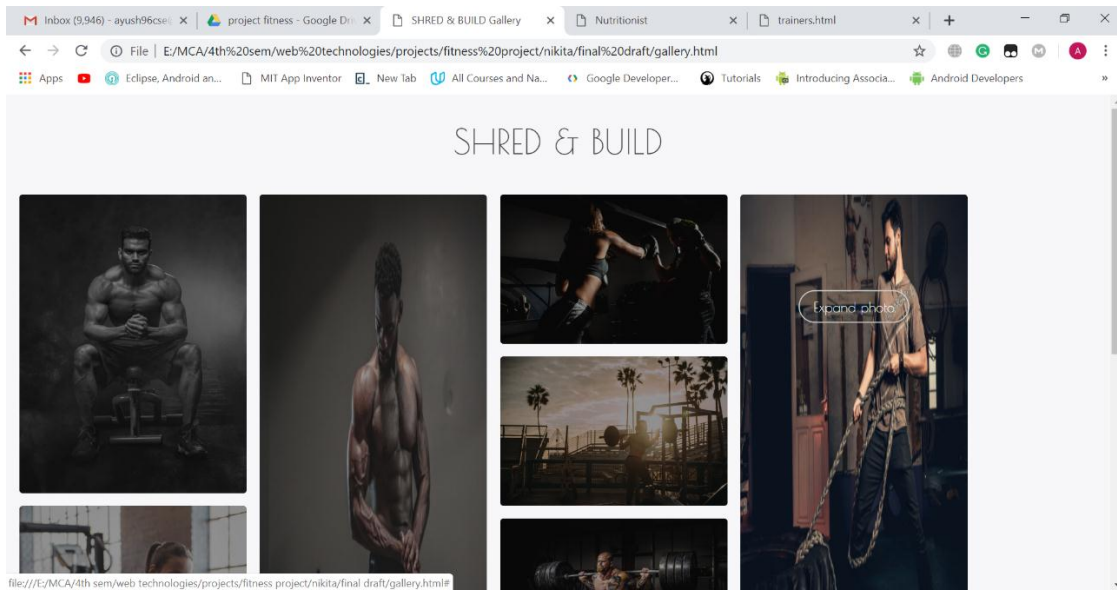 Inbox (9,946) - ayush96csei
project fitness - Google Dri
SHRED & BUILD Gallery
Nutritionist
trainers.html
File | E:/MCA/4th%20sem/web%20technologies/projects/fitness%20project/nikita/final%20draft/gallery.html
A
Apps
Eclipse, Android an...
MIT App Inventor
New Tab
All Courses and Na...
Google Developer...
Tutorials
Introducing Associa...
Android Developers
»
SHRED & BUILD
Expand photo
file:///E:/MCA/4th sem/web technologies/projects/fitness project/nikita/final draft/gallery.html#